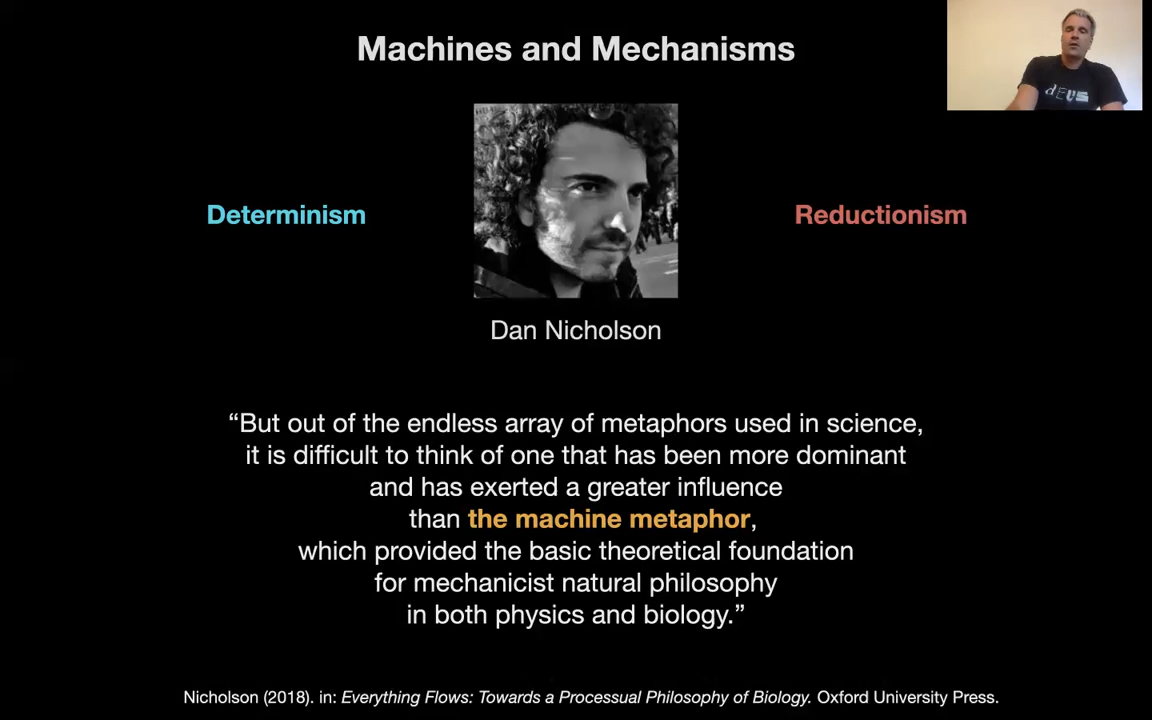 Machines and Mechanisms
dEUS
Determinism
Reductionism
Dan Nicholson
“But out of the endless array of metaphors used in science,
it is difficult to think of one that has been more dominant
and has exerted a greater influence
than the machine metaphor,
which provided the basic theoretical foundation
for mechanicist natural philosophy
in both physics and biology.”
Nicholson (2018). in: Everything Flows: Towards a Processual Philosophy of Biology. Oxford University Press.